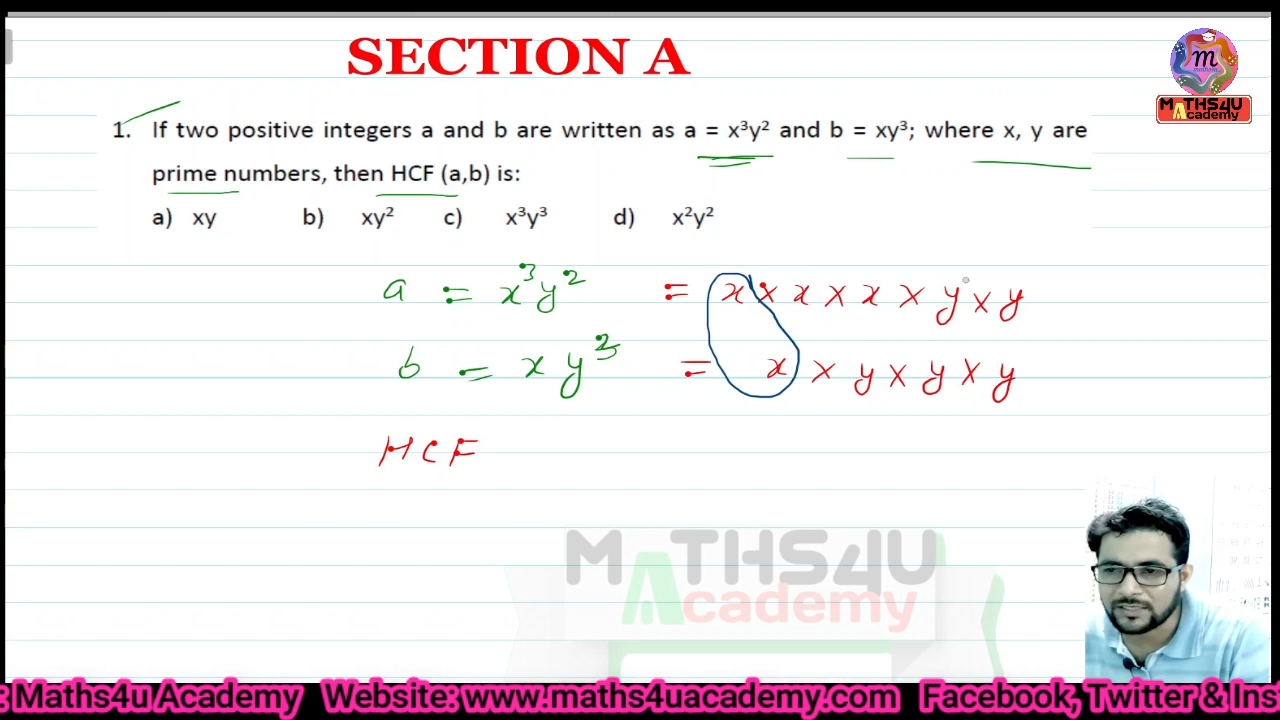 SECTION A
m
MATHS4U
Academy
1. If two positive integers a and b are written as a = x³y² and b = xy³; where x, y are
prime numbers, then HCF (a,b) is:
a) xy b) xy² c) x³y³ d) x²y²
a = x³y² = x × x × x × y × y
b = xy³ = x × y × y × y
HCF
MATHS4U
Academy
: Maths4u Academy Website: www.maths4uacademy.com Facebook, Twitter & Inst